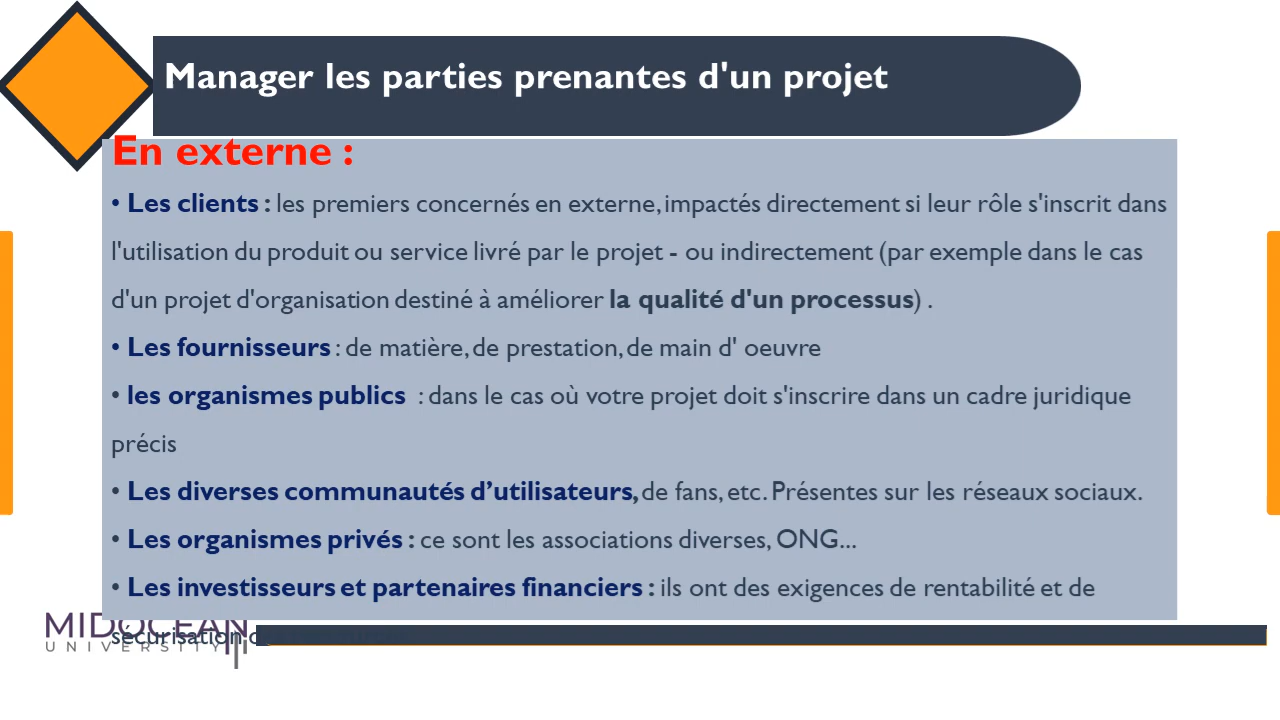 Manager les parties prenantes d'un projet
En externe :
• Les clients : les premiers concernés en externe, impactés directement si leur rôle s'inscrit dans
l'utilisation du produit ou service livré par le projet - ou indirectement (par exemple dans le cas
d'un projet d'organisation destiné à améliorer la qualité d'un processus) .
• Les fournisseurs : de matière, de prestation, de main d' oeuvre
• les organismes publics : dans le cas où votre projet doit s'inscrire dans un cadre juridique
précis
• Les diverses communautés d’utilisateurs, de fans, etc. Présentes sur les réseaux sociaux.
• Les organismes privés : ce sont les associations diverses, ONG...
• Les investisseurs et partenaires financiers : ils ont des exigences de rentabilité et de
sécurisation
MIDOCEAN
UNIVERSITY